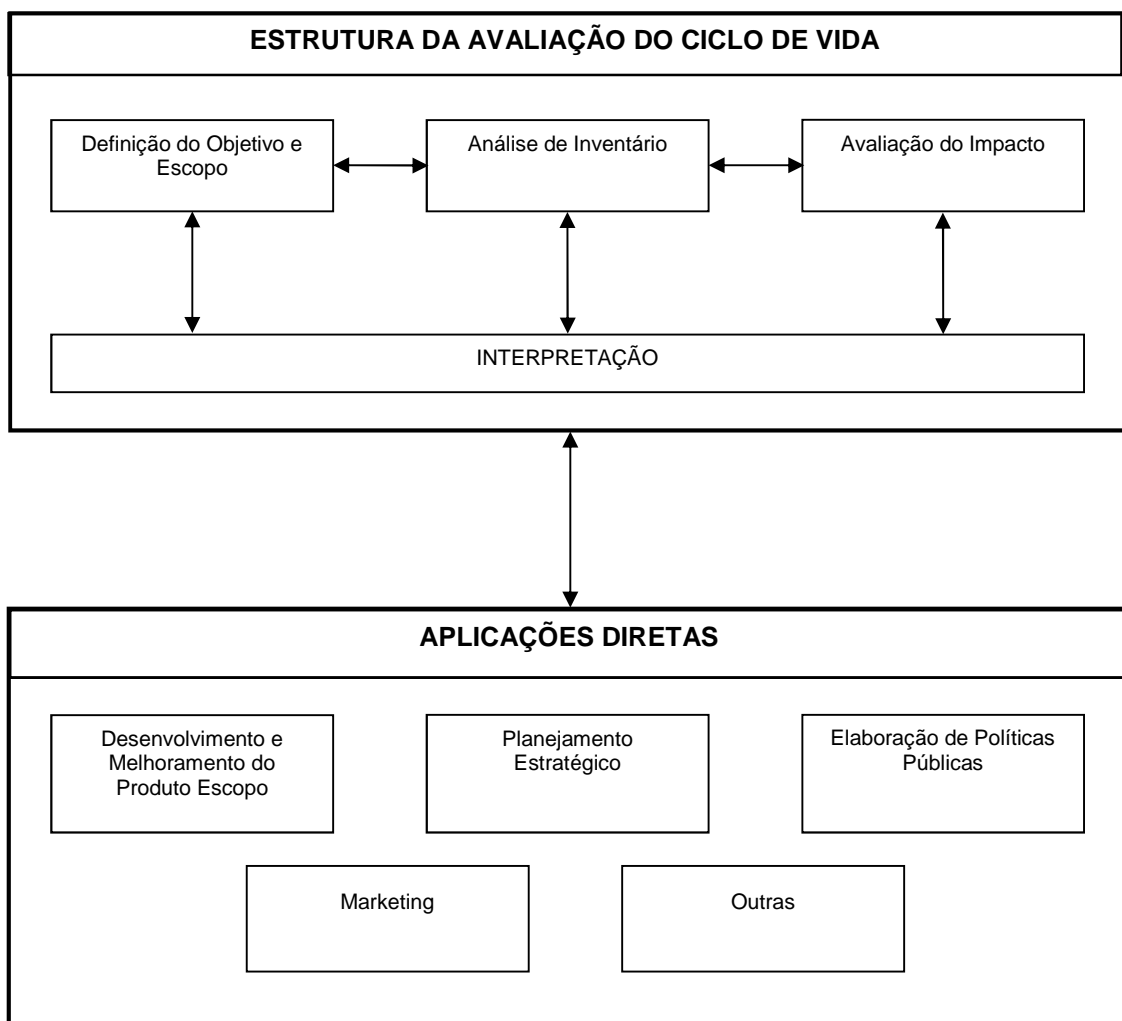 ESTRUTURA DA AVALIAÇÃO DO CICLO DE VIDA
Definição do Objetivo e
Escopo
Análise de Inventário
Avaliação do Impacto
INTERPRETAÇÃO
APLICAÇÕES DIRETAS
Desenvolvimento e
Melhoramento do
Produto Escopo
Planejamento
Estratégico
Elaboração de Políticas
Públicas
Marketing
Outras